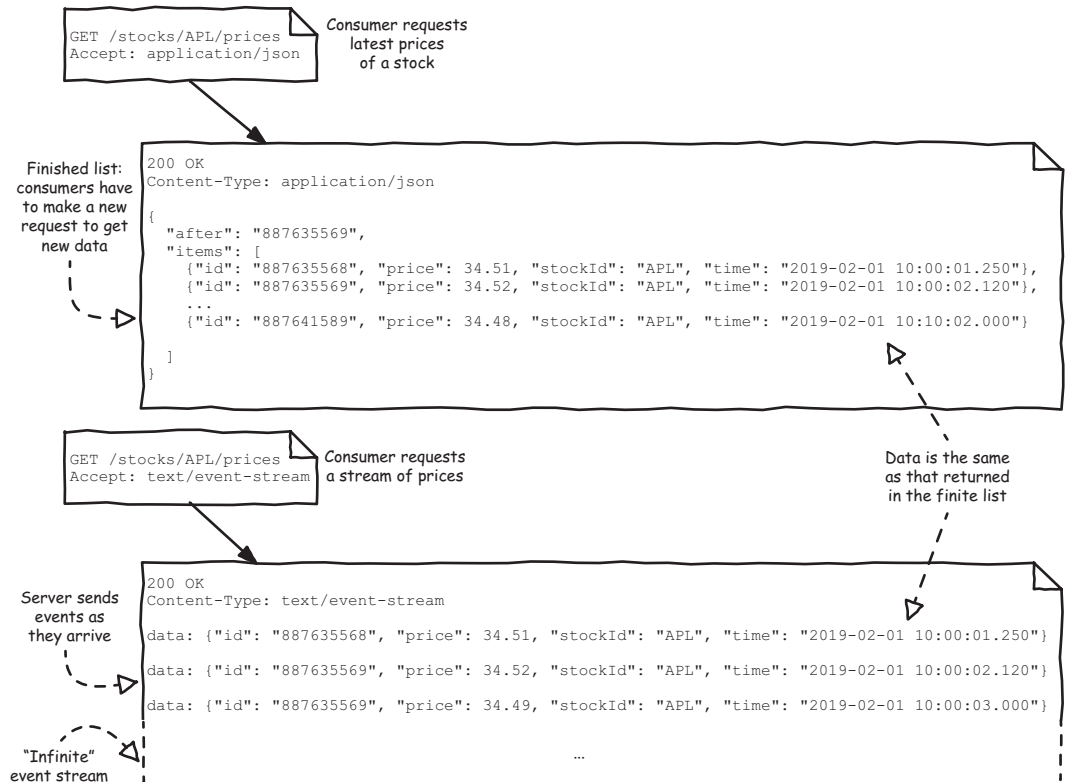 GET /stocks/APL/prices
Accept: application/json
Consumer requests
latest prices
of a stock
Finished list:
consumers have
to make a new
request to get
new data
200 OK
Content-Type: application/json
{
"after": "887635569",
"items": [
{"id": "887635568", "price": 34.51, "stockId": "APL", "time": "2019-02-01 10:00:01.250"},
{"id": "887635569", "price": 34.52, "stockId": "APL", "time": "2019-02-01 10:00:02.120"},
...
{"id": "887641589", "price": 34.48, "stockId": "APL", "time": "2019-02-01 10:10:02.000"}
]
}
GET /stocks/APL/prices
Accept: text/event-stream
Consumer requests
a stream of prices
Data is the same
as that returned
in the finite list
Server sends
events as
they arrive
200 OK
Content-Type: text/event-stream
data: {"id": "887635568", "price": 34.51, "stockId": "APL", "time": "2019-02-01 10:00:01.250"}
data: {"id": "887635569", "price": 34.52, "stockId": "APL", "time": "2019-02-01 10:00:02.120"}
data: {"id": "887635569", "price": 34.49, "stockId": "APL", "time": "2019-02-01 10:00:03.000"}
"Infinite"
event stream
…